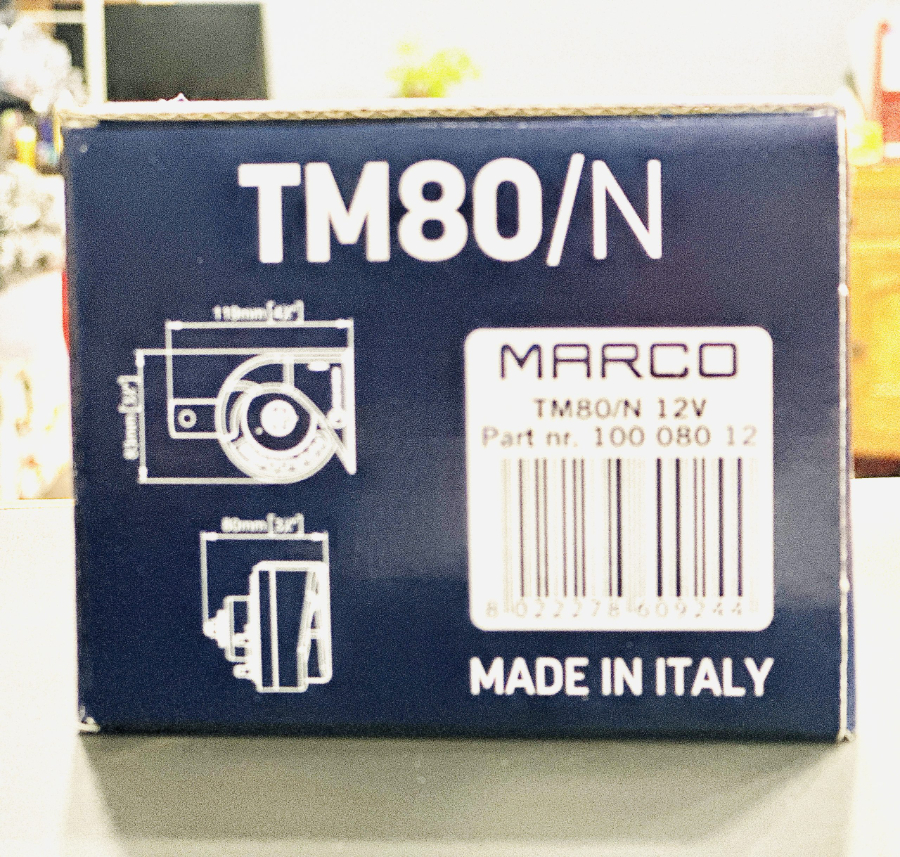 TM80/N
MARCO
TM80/N 12V
Part nr. 100 080 12
8 022278 609244
MADE IN ITALY